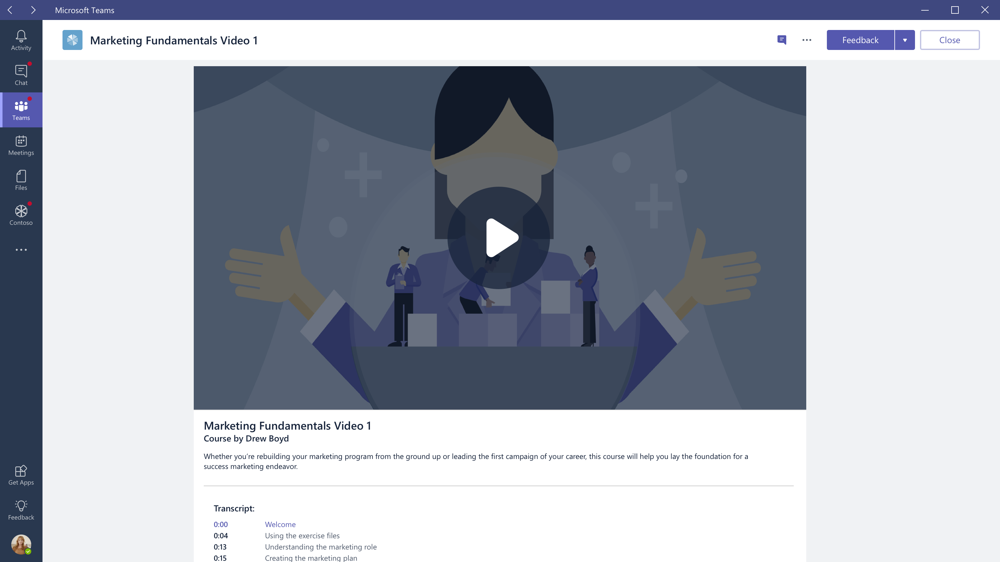 Microsoft Teams
Activity
Chat
Teams
Meetings
Files
Contoso
Get Apps
Feedback
Marketing Fundamentals Video 1
Feedback
Close
Marketing Fundamentals Video 1
Course by Drew Boyd
Whether you’re rebuilding your marketing program from the ground up or leading the first campaign of your career, this course will help you lay the foundation for a
success marketing endeavor.
Transcript:
0:00 Welcome
0:04 Using the exercise files
0:13 Understanding the marketing role
0:15 Creating the marketing plan